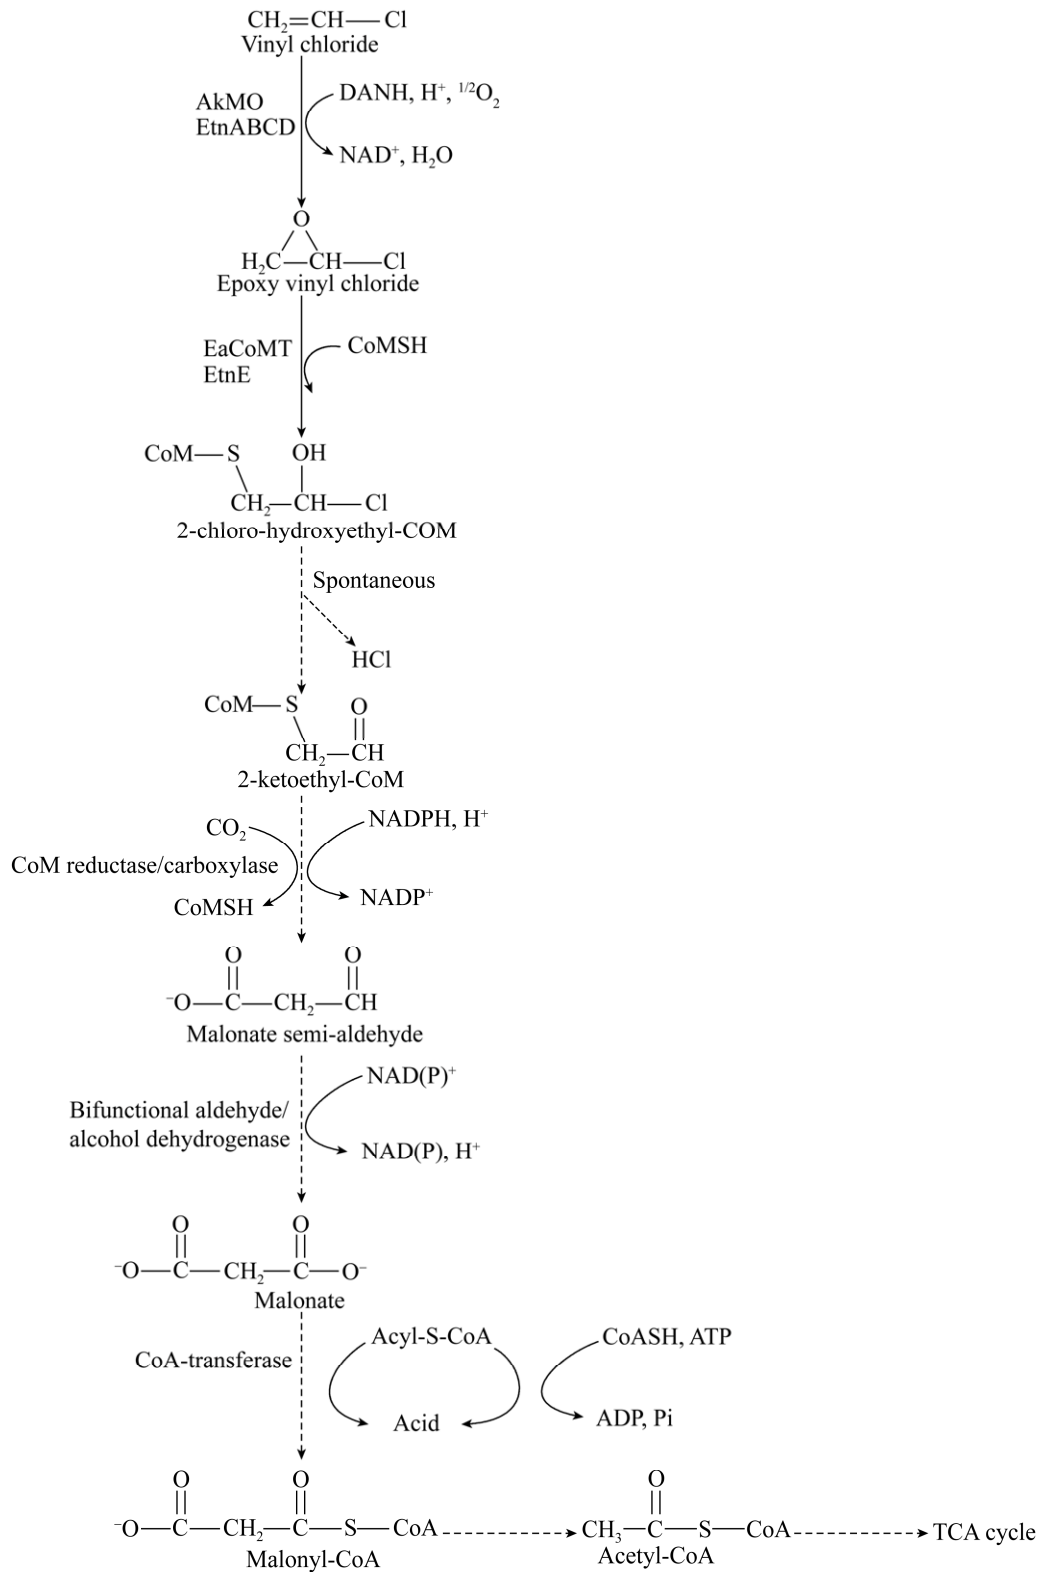 CH₂=CH—Cl
Vinyl chloride
DANH, H⁺, ¹ᐟ²O₂
AkMO
EtnABCD
NAD⁺, H₂O
O
H₂C—CH—Cl
Epoxy vinyl chloride
EaCoMT
EtnE
CoMSH
CoM—S OH
CH₂—CH—Cl
2-chloro-hydroxyethyl-COM
Spontaneous
HCl
CoM—S O
CH₂—CH
2-ketoethyl-CoM
CO₂
NADPH, H⁺
CoM reductase/carboxylase
CoMSH
NADP⁺
O O
⁻O—C—CH₂—CH
Malonate semi-aldehyde
NAD(P)⁺
Bifunctional aldehyde/
alcohol dehydrogenase
NAD(P), H⁺
O O
⁻O—C—CH₂—C—O⁻
Malonate
Acyl-S-CoA
CoASH, ATP
CoA-transferase
Acid
ADP, Pi
O O O
⁻O—C—CH₂—C—S—CoA CH₃—C—S—CoA TCA cycle
Malonyl-CoA Acetyl-CoA